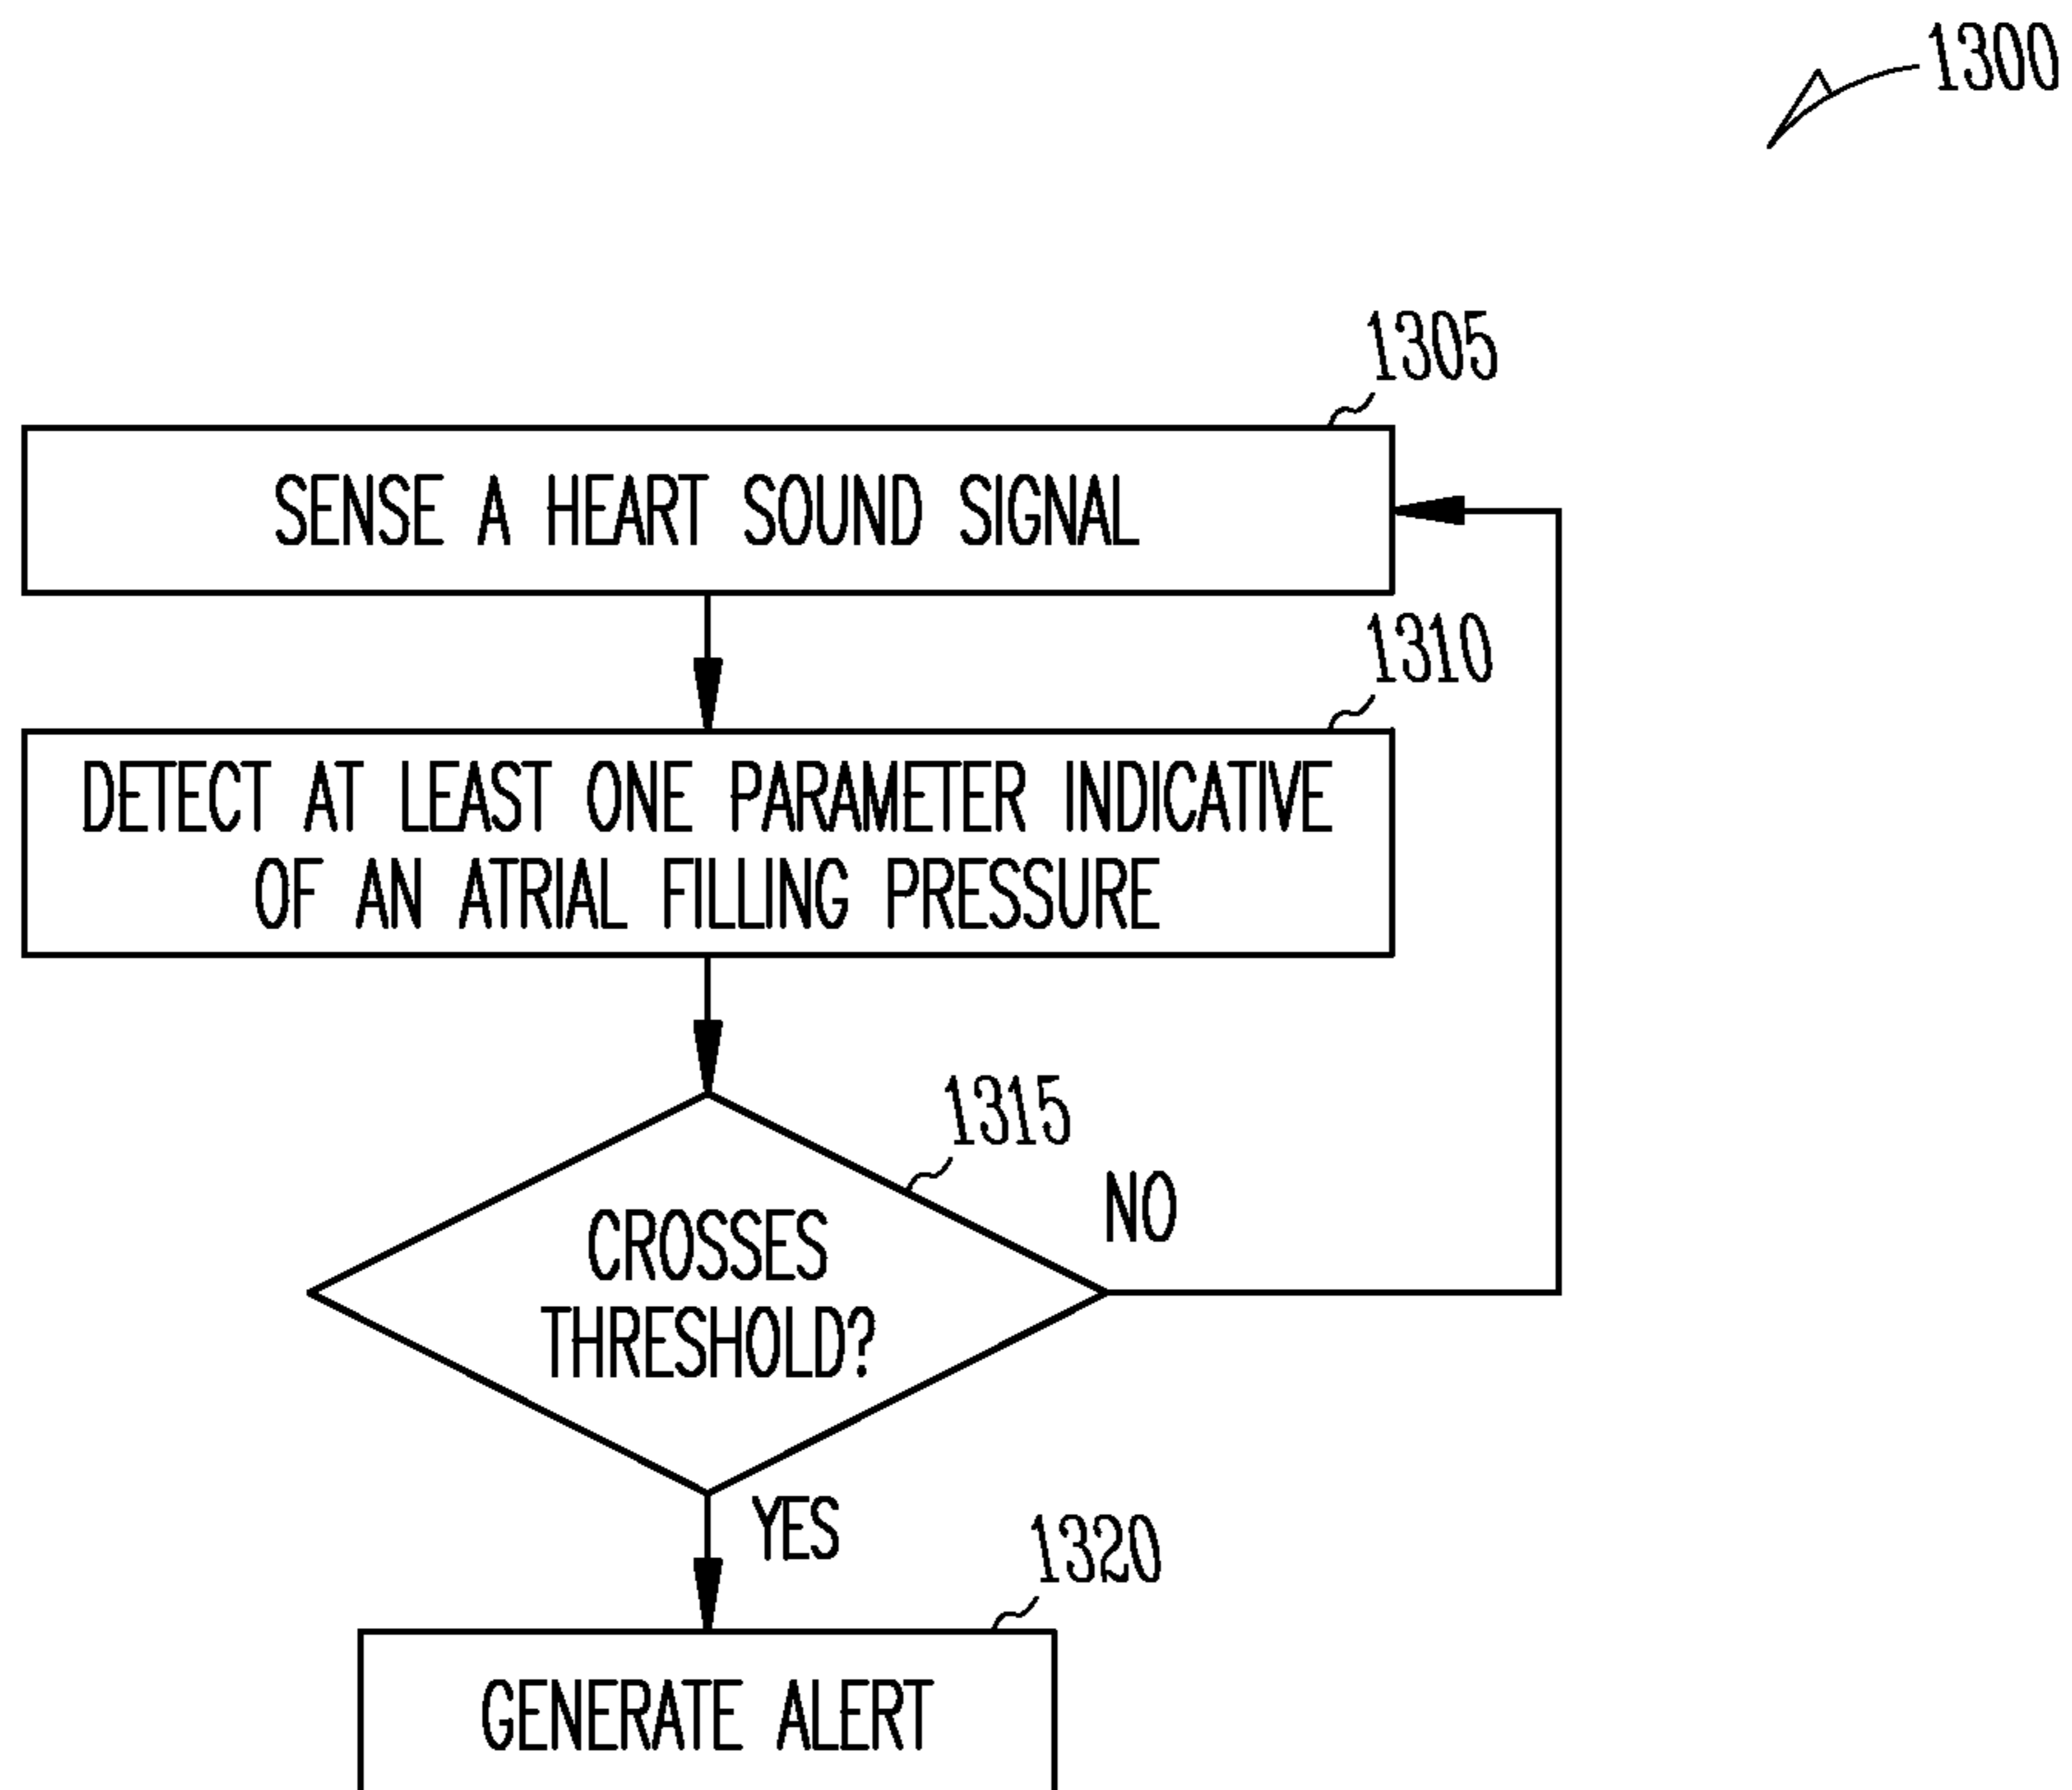 1300
1305
SENSE A HEART SOUND SIGNAL
1310
DETECT AT LEAST ONE PARAMETER INDICATIVE
OF AN ATRIAL FILLING PRESSURE
1315
NO
CROSSES
THRESHOLD?
YES
1320
GENERATE ALERT